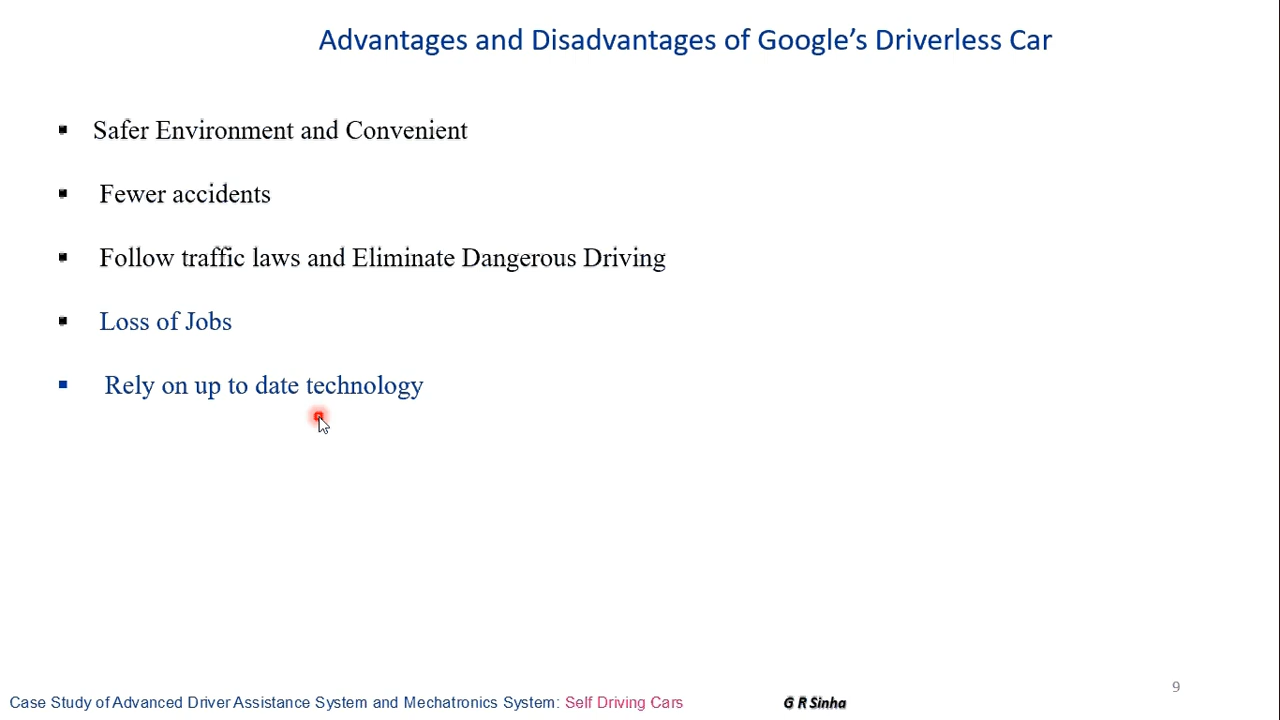 Advantages and Disadvantages of Google’s Driverless Car
Safer Environment and Convenient
Fewer accidents
Follow traffic laws and Eliminate Dangerous Driving
Loss of Jobs
Rely on up to date technology
9
Case Study of Advanced Driver Assistance System and Mechatronics System: Self Driving Cars
G R Sinha